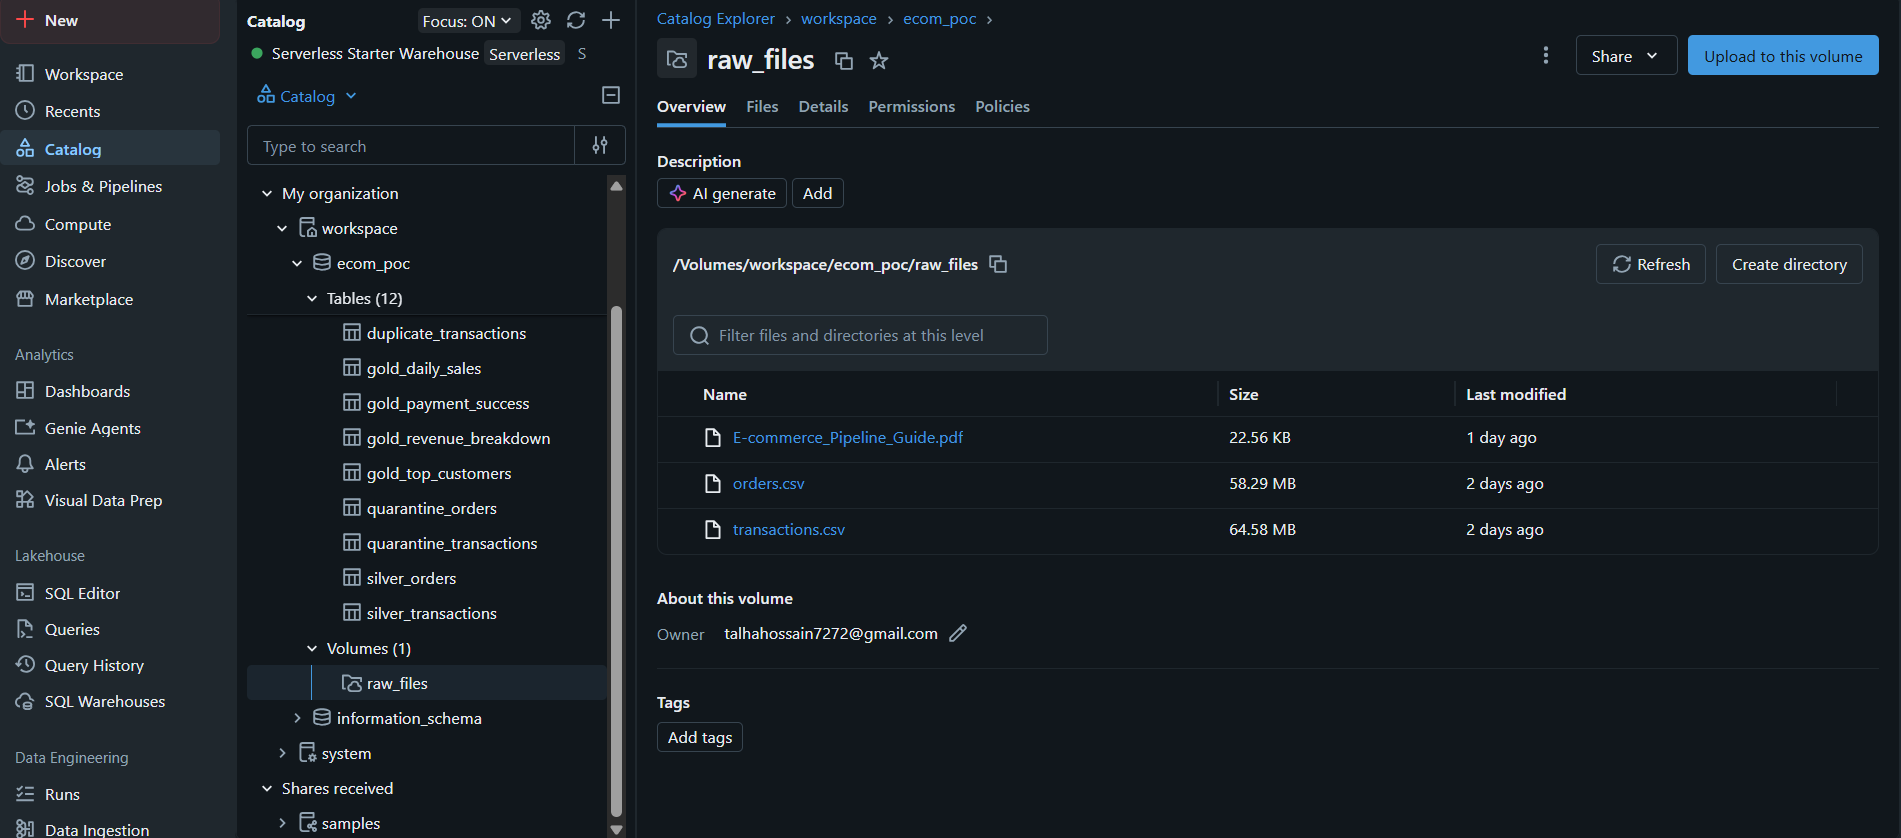 New
Workspace
Recents
Catalog
Jobs & Pipelines
Compute
Discover
Marketplace
Analytics
Dashboards
Genie Agents
Alerts
Visual Data Prep
Lakehouse
SQL Editor
Queries
Query History
SQL Warehouses
Data Engineering
Runs
Data Ingestion
Catalog
Focus: ON
Serverless Starter Warehouse Serverless S
Catalog
Type to search
My organization
workspace
ecom_poc
Tables (12)
duplicate_transactions
gold_daily_sales
gold_payment_success
gold_revenue_breakdown
gold_top_customers
quarantine_orders
quarantine_transactions
silver_orders
silver_transactions
Volumes (1)
raw_files
information_schema
system
Shares received
samples
Catalog Explorer › workspace › ecom_poc ›
raw_files
Share
Upload to this volume
Overview Files Details Permissions Policies
Description
AI generate Add
/Volumes/workspace/ecom_poc/raw_files
Refresh Create directory
Filter files and directories at this level
Name Size Last modified
E-commerce_Pipeline_Guide.pdf 22.56 KB 1 day ago
orders.csv 58.29 MB 2 days ago
transactions.csv 64.58 MB 2 days ago
About this volume
Owner talhahossain7272@gmail.com
Tags
Add tags